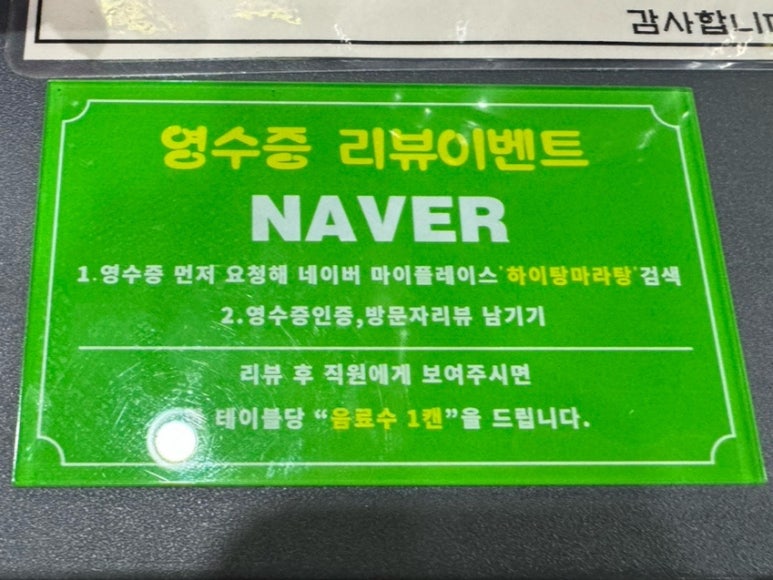 감사합니다
영수증 리뷰이벤트
NAVER
1.영수증 먼저 요청해 네이버 마이플레이스'하이탕마라탕'검색
2.영수증인증,방문자리뷰 남기기
리뷰 후 직원에게 보여주시면
테이블당 “음료수 1캔”을 드립니다.